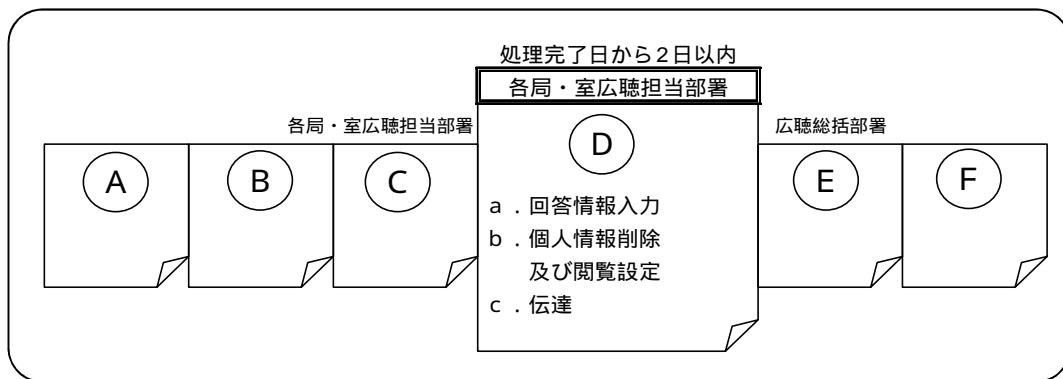 処理完了日から2日以内
各局・室広聴担当部署
各局・室広聴担当部署
広聴総括部署
A
B
C
D
E
F
a．回答情報入力
b．個人情報削除
及び閲覧設定
c．伝達